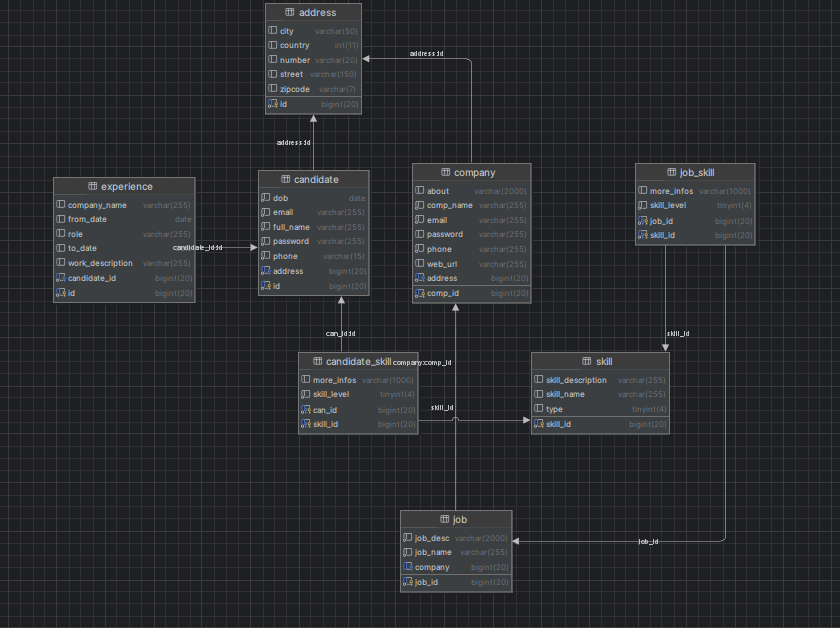 address
city varchar(50)
country int(11)
number varchar(20)
street varchar(150)
zipcode varchar(7)
id bigint(20)
address:id
address:id
experience
company_name varchar(255)
from_date date
role varchar(255)
to_date
work_description varchar(255)
candidate_id bigint(20)
id bigint(20)
candidate_id:id
candidate
dob date
email varchar(255)
full_name varchar(255)
password varchar(255)
phone varchar(15)
address bigint(20)
id bigint(20)
company
about varchar(2000)
comp_name varchar(255)
email varchar(255)
password varchar(255)
phone varchar(255)
web_url varchar(255)
address bigint(20)
comp_id bigint(20)
job_skill
more_infos varchar(1000)
skill_level tinyint(4)
job_id bigint(20)
skill_id bigint(20)
can_id:id
skill_id
candidate_skill
more_infos varchar(1000)
skill_level tinyint(4)
can_id bigint(20)
skill_id bigint(20)
company:comp_id
skill_id
skill
skill_description varchar(255)
skill_name varchar(255)
type tinyint(4)
skill_id bigint(20)
job
job_desc varchar(2000)
job_name varchar(255)
company bigint(20)
job_id bigint(20)
job_id